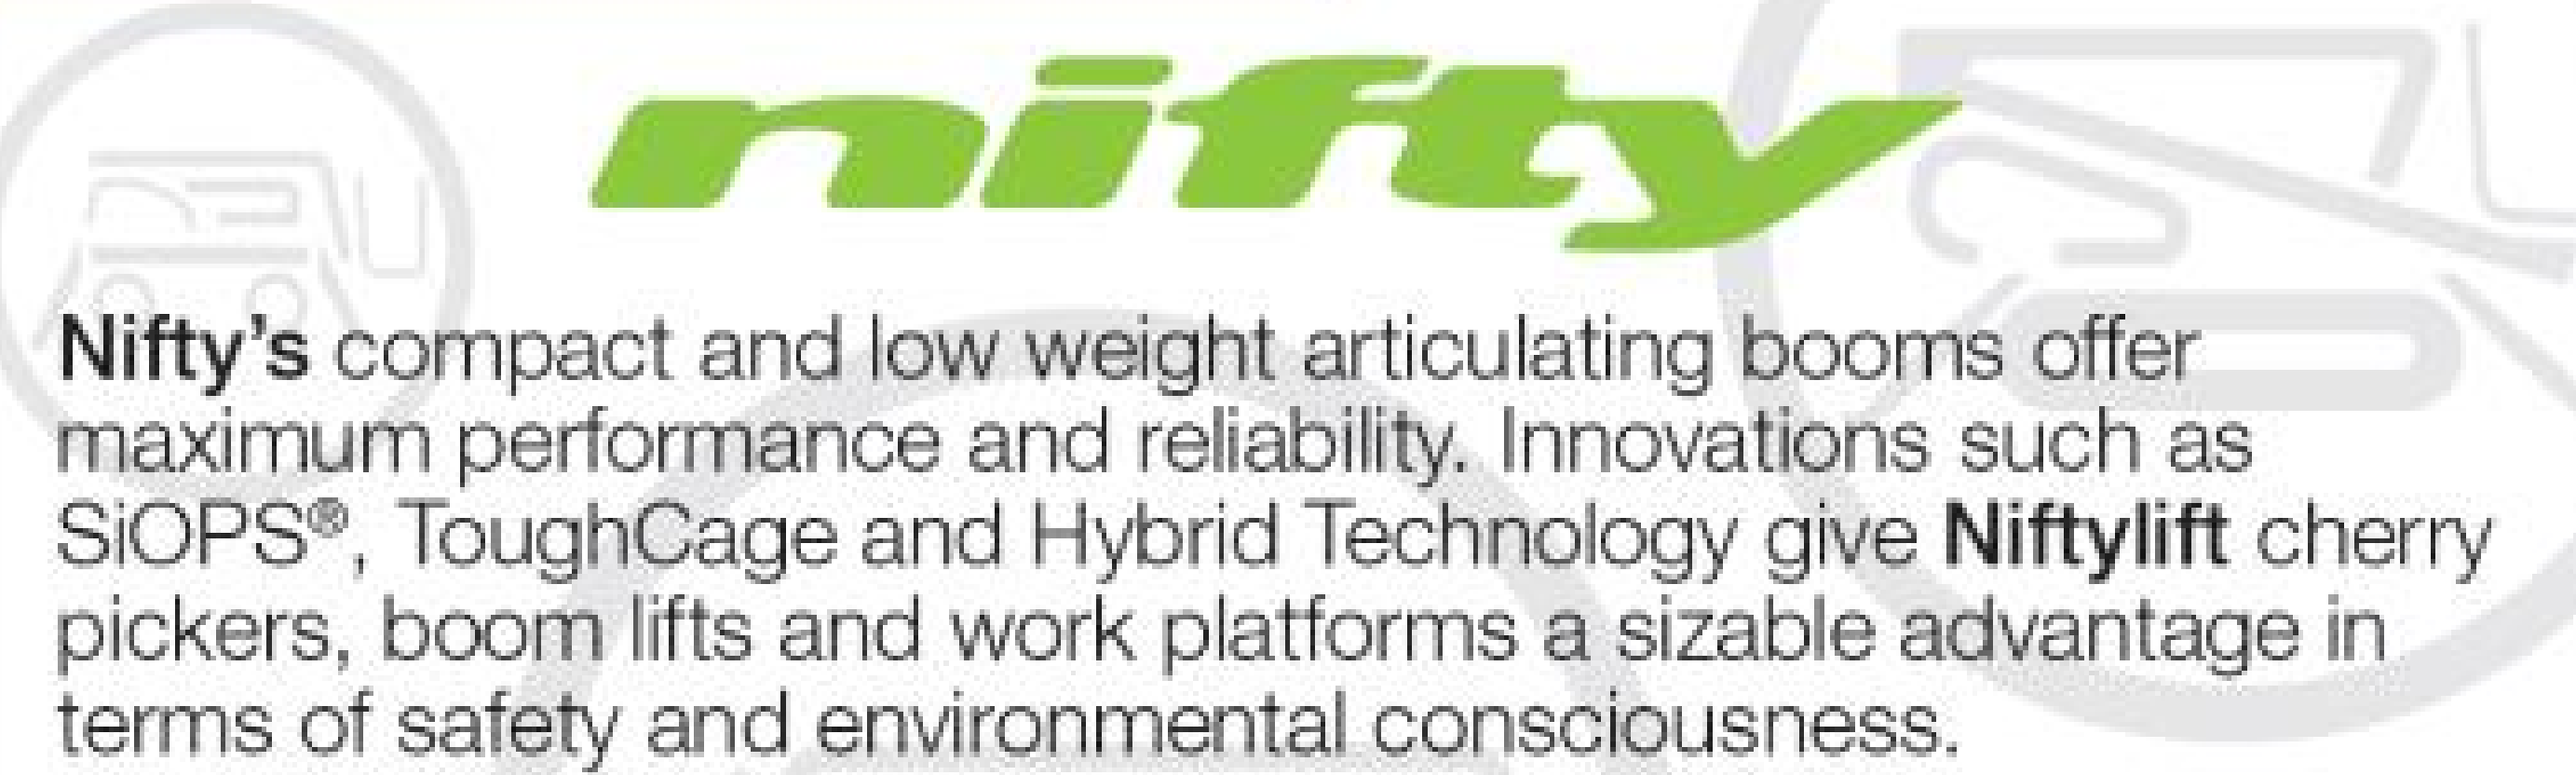 nifty
Nifty's compact and low weight articulating booms offer
maximum performance and reliability. Innovations such as
SiOPS®, ToughCage and Hybrid Technology give Niftylift cherry
pickers, boom lifts and work platforms a sizable advantage in
terms of safety and environmental consciousness.